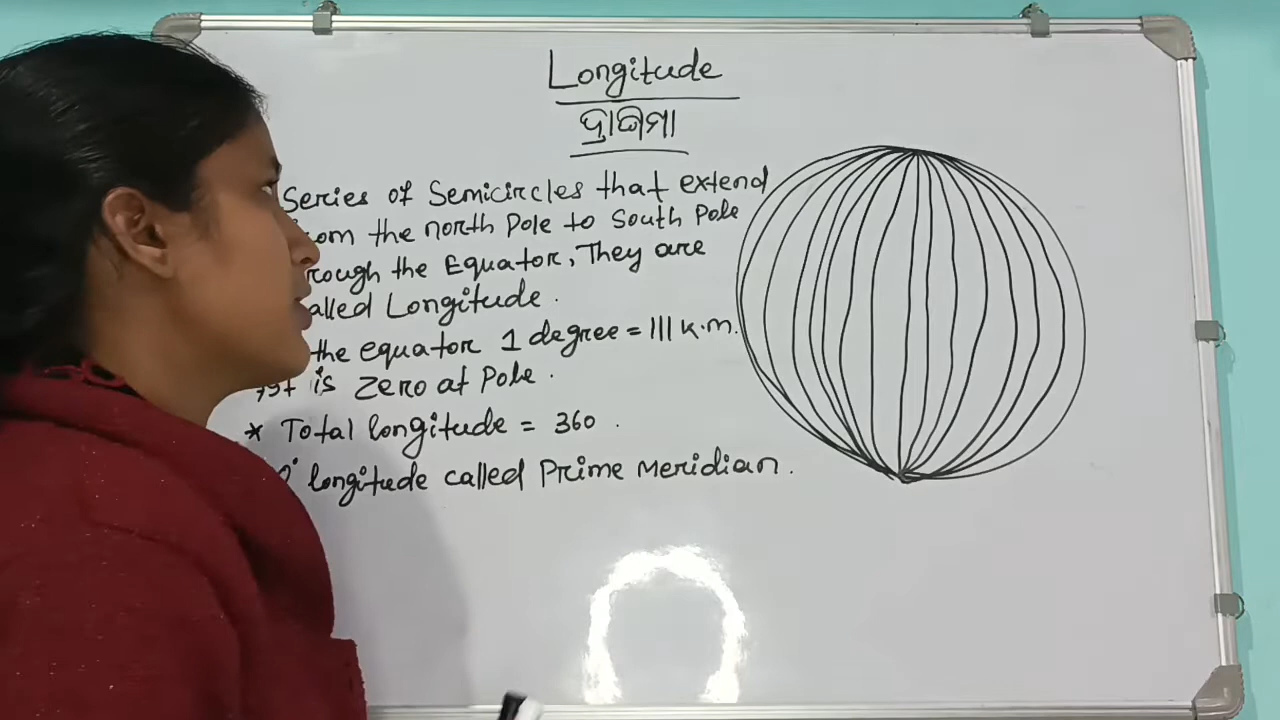 Longitude
ଦ୍ରାଘିମା
Series of Semicircles that extend
the north Pole to South Pole
the Equator, They are
Longitude.
the equator 1 degree = 111 k.m.
is zero at Pole.
* Total longitude = 360.
0° longitude called Prime Meridian.